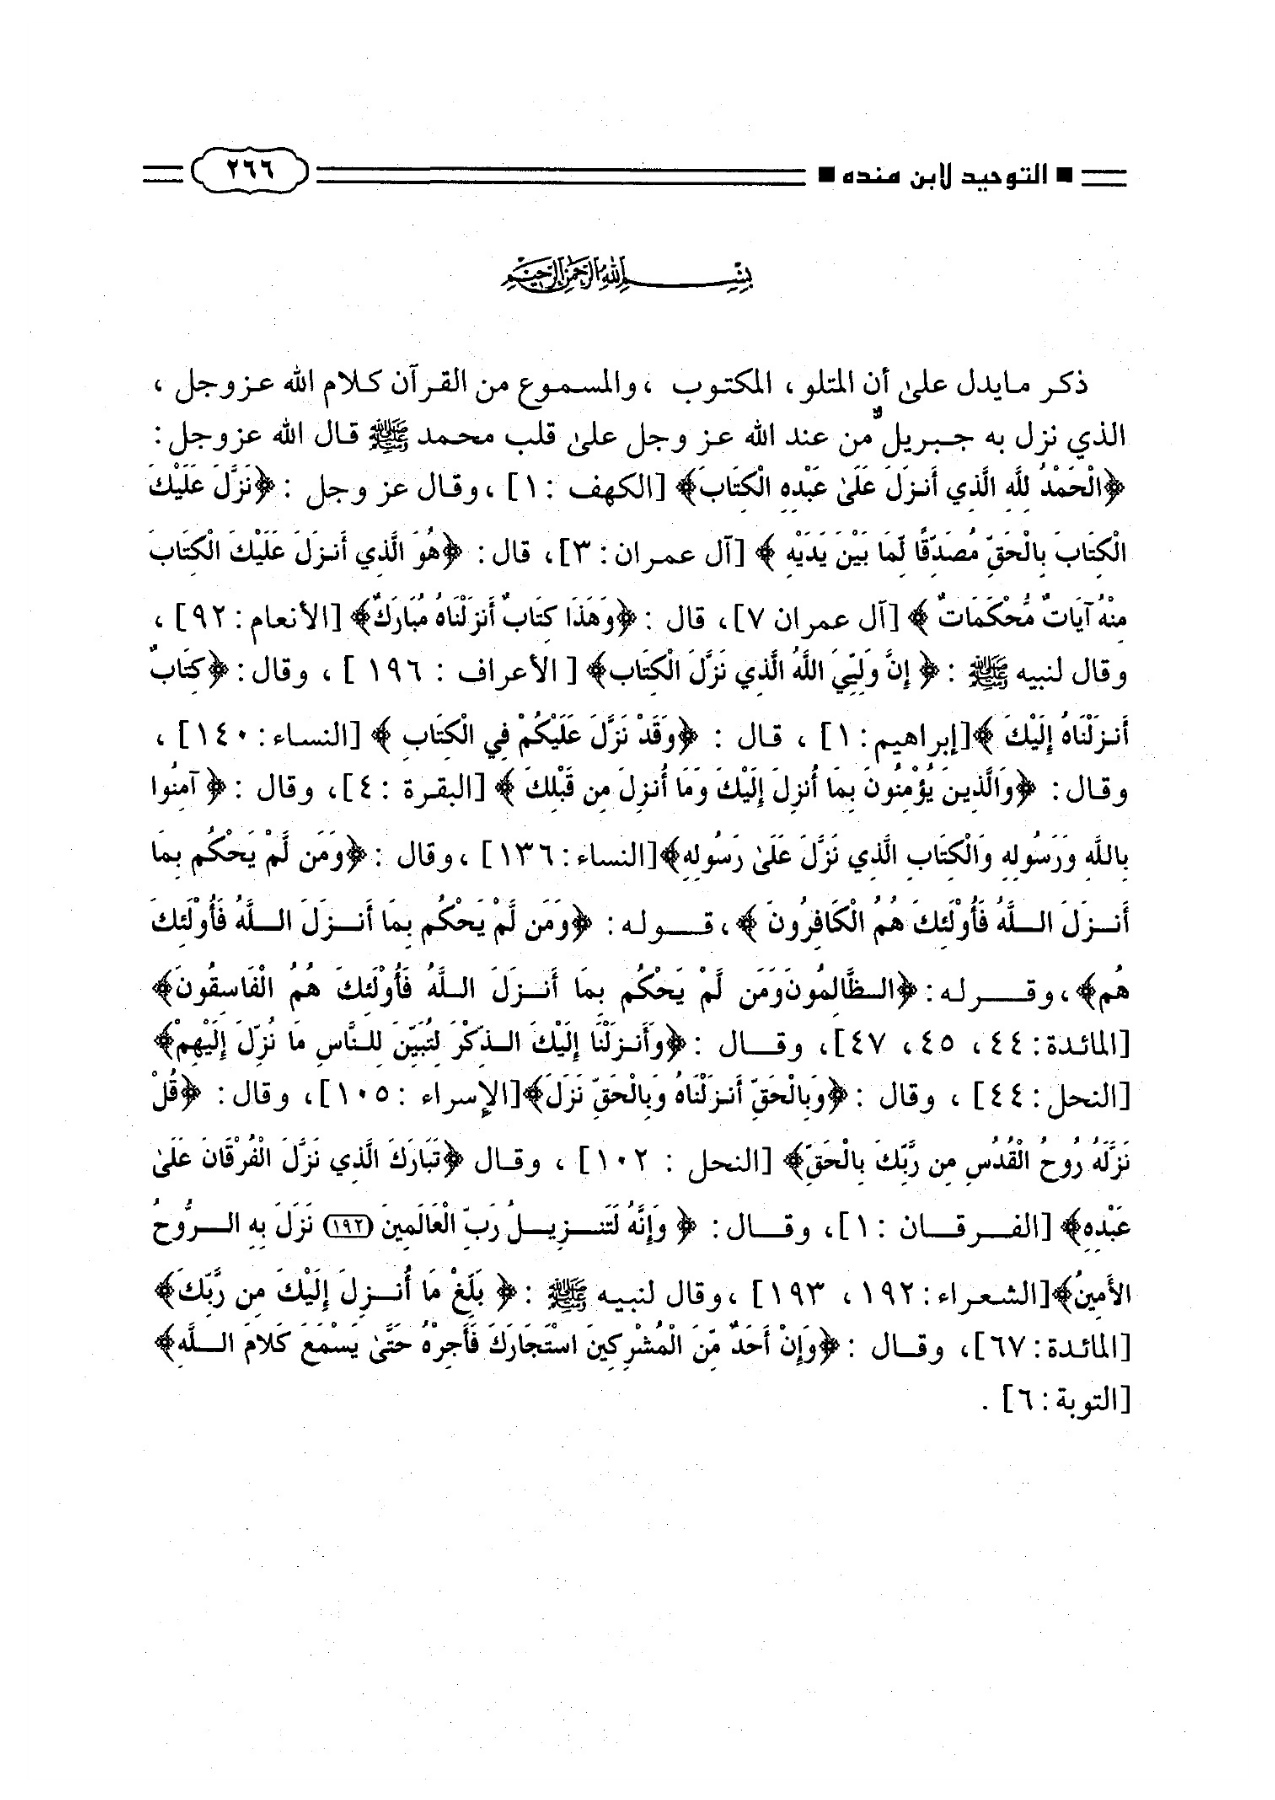 ■ التوحيد لابن منده ■ ٢٦٦
بِسْمِ اللهِ الرَّحْمَنِ الرَّحِيمِ
ذكر مايدل على أن المتلو ، المكتوب ، والمسموع من القرآن كلام الله عزوجل ،
الذي نزل به جبريل من عند الله عز وجل على قلب محمد ﷺ قال الله عزوجل :
﴿الْحَمْدُ لِلَّهِ الَّذِي أَنزَلَ عَلَىٰ عَبْدِهِ الْكِتَابَ﴾ [الكهف : ١] ، وقال عز وجل : ﴿نَزَّلَ عَلَيْكَ
الْكِتَابَ بِالْحَقِّ مُصَدِّقًا لِّمَا بَيْنَ يَدَيْهِ ﴾ [آل عمران : ٣]، قال : ﴿هُوَ الَّذِي أَنزَلَ عَلَيْكَ الْكِتَابَ
مِنْهُ آيَاتٌ مُّحْكَمَاتٌ ﴾ [آل عمران ٧]، قال : ﴿وَهَذَا كِتَابٌ أَنزَلْنَاهُ مُبَارَكٌ﴾ [الأنعام : ٩٢] ،
وقال لنبيه ﷺ : ﴿ إِنَّ وَلِيِّيَ اللَّهُ الَّذِي نَزَّلَ الْكِتَابَ﴾ [ الأعراف : ١٩٦ ] ، وقال : ﴿كِتَابٌ
أَنزَلْنَاهُ إِلَيْكَ ﴾[إبراهيم : ١] ، قال : ﴿وَقَدْ نَزَّلَ عَلَيْكُمْ فِي الْكِتَابِ ﴾ [النساء : ١٤٠] ،
وقال : ﴿وَالَّذِينَ يُؤْمِنُونَ بِمَا أُنزِلَ إِلَيْكَ وَمَا أُنزِلَ مِن قَبْلِكَ ﴾ [البقرة : ٤]، وقال : ﴿ آمِنُوا
بِاللَّهِ وَرَسُولِهِ وَالْكِتَابِ الَّذِي نَزَّلَ عَلَىٰ رَسُولِهِ﴾[النساء : ١٣٦] ، وقال : ﴿وَمَن لَّمْ يَحْكُم بِمَا
أَنزَلَ اللَّهُ فَأُوْلَئِكَ هُمُ الْكَافِرُونَ ﴾، قوله : ﴿وَمَن لَّمْ يَحْكُم بِمَا أَنزَلَ اللَّهُ فَأُوْلَئِكَ
هُمُ﴾ ، وقرله : ﴿الظَّالِمُونَ وَمَن لَّمْ يَحْكُم بِمَا أَنزَلَ اللَّهُ فَأُوْلَئِكَ هُمُ الْفَاسِقُونَ﴾
[المائدة : ٤٤، ٤٥، ٤٧]، وقال : ﴿وَأَنزَلْنَا إِلَيْكَ الذِّكْرَ لِتُبَيِّنَ لِلنَّاسِ مَا نُزِّلَ إِلَيْهِمْ﴾
[النحل : ٤٤] ، وقال : ﴿وَبِالْحَقِّ أَنزَلْنَاهُ وَبِالْحَقِّ نَزَلَ﴾[الإسراء : ١٠٥]، وقال : ﴿قُلْ
نَزَّلَهُ رُوحُ الْقُدُسِ مِن رَّبِّكَ بِالْحَقِّ﴾ [النحل : ١٠٢] ، وقال ﴿تَبَارَكَ الَّذِي نَزَّلَ الْفُرْقَانَ عَلَىٰ
عَبْدِهِ﴾ [الفرقان : ١]، وقال : ﴿ وَإِنَّهُ لَتَنزِيلُ رَبِّ الْعَالَمِينَ (١٩٢) نَزَلَ بِهِ الرُّوحُ
الأَمِينُ﴾[الشعراء : ١٩٢ ، ١٩٣] ، وقال لنبيه ﷺ : ﴿ بَلِّغْ مَا أُنزِلَ إِلَيْكَ مِن رَّبِّكَ﴾
[المائدة : ٦٧]، وقال : ﴿وَإِنْ أَحَدٌ مِّنَ الْمُشْرِكِينَ اسْتَجَارَكَ فَأَجِرْهُ حَتَّىٰ يَسْمَعَ كَلَامَ اللَّهِ﴾
[التوبة : ٦] .